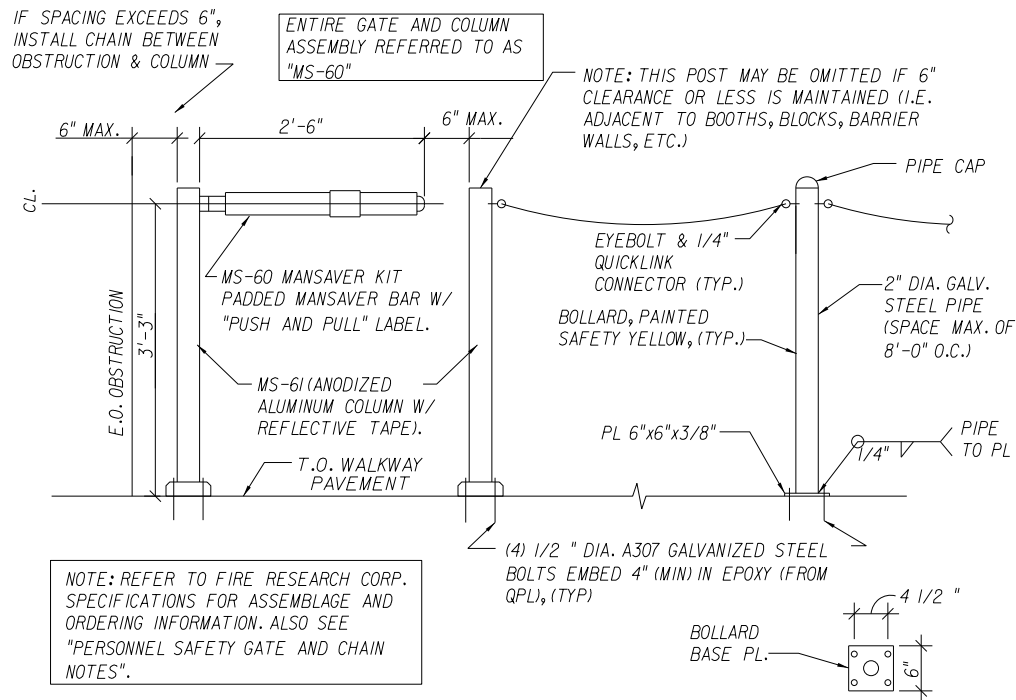 IF SPACING EXCEEDS 6",
INSTALL CHAIN BETWEEN
OBSTRUCTION & COLUMN
ENTIRE GATE AND COLUMN
ASSEMBLY REFERRED TO AS
"MS-60"
NOTE: THIS POST MAY BE OMITTED IF 6"
CLEARANCE OR LESS IS MAINTAINED (I.E.
ADJACENT TO BOOTHS, BLOCKS, BARRIER
WALLS, ETC.)
6" MAX.
2'-6"
6" MAX.
PIPE CAP
CL.
EYEBOLT & 1/4"
QUICKLINK
CONNECTOR (TYP.)
MS-60 MANSAVER KIT
PADDED MANSAVER BAR W/
"PUSH AND PULL" LABEL.
2" DIA. GALV.
STEEL PIPE
(SPACE MAX. OF
8'-0" O.C.)
BOLLARD, PAINTED
SAFETY YELLOW, (TYP.)
E.O. OBSTRUCTION
3'-3"
MS-61 (ANODIZED
ALUMINUM COLUMN W/
REFLECTIVE TAPE).
PL 6"x6"x3/8"
1/4"
PIPE
TO PL
T.O. WALKWAY
PAVEMENT
(4) 1/2 " DIA. A307 GALVANIZED STEEL
BOLTS EMBED 4" (MIN) IN EPOXY (FROM
QPL), (TYP)
NOTE: REFER TO FIRE RESEARCH CORP.
SPECIFICATIONS FOR ASSEMBLAGE AND
ORDERING INFORMATION. ALSO SEE
"PERSONNEL SAFETY GATE AND CHAIN
NOTES".
4 1/2 "
BOLLARD
BASE PL.
6"